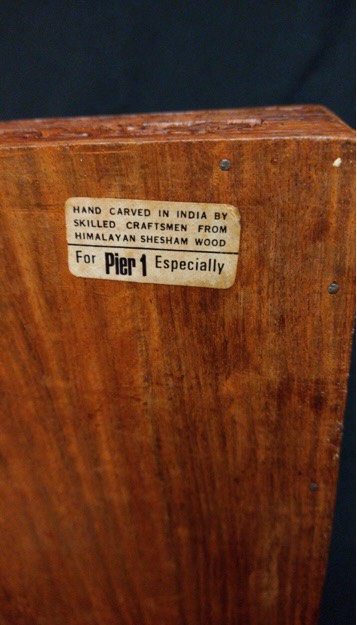 HAND CARVED IN INDIA BY
SKILLED CRAFTSMEN FROM
HIMALAYAN SHESHAM WOOD
For Pier 1 Especially